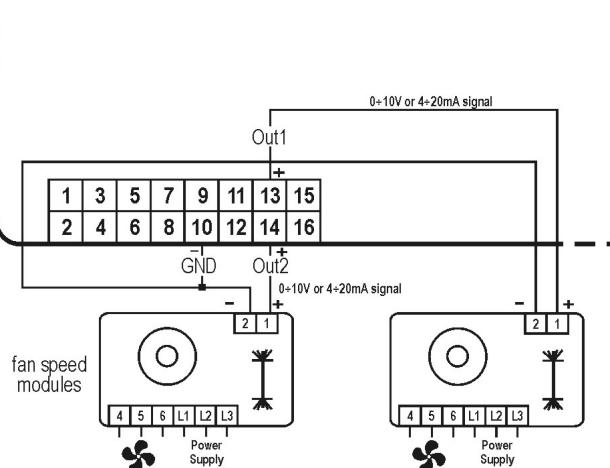 0÷10V or 4÷20mA signal
Out1
+
1 3 5 7 9 11 13 15
2 4 6 8 10 12 14 16
− +
GND Out2
0÷10V or 4÷20mA signal
− + − +
2 1 2 1
fan speed
modules
4 5 6 L1 L2 L3 4 5 6 L1 L2 L3
Power Power
Supply Supply